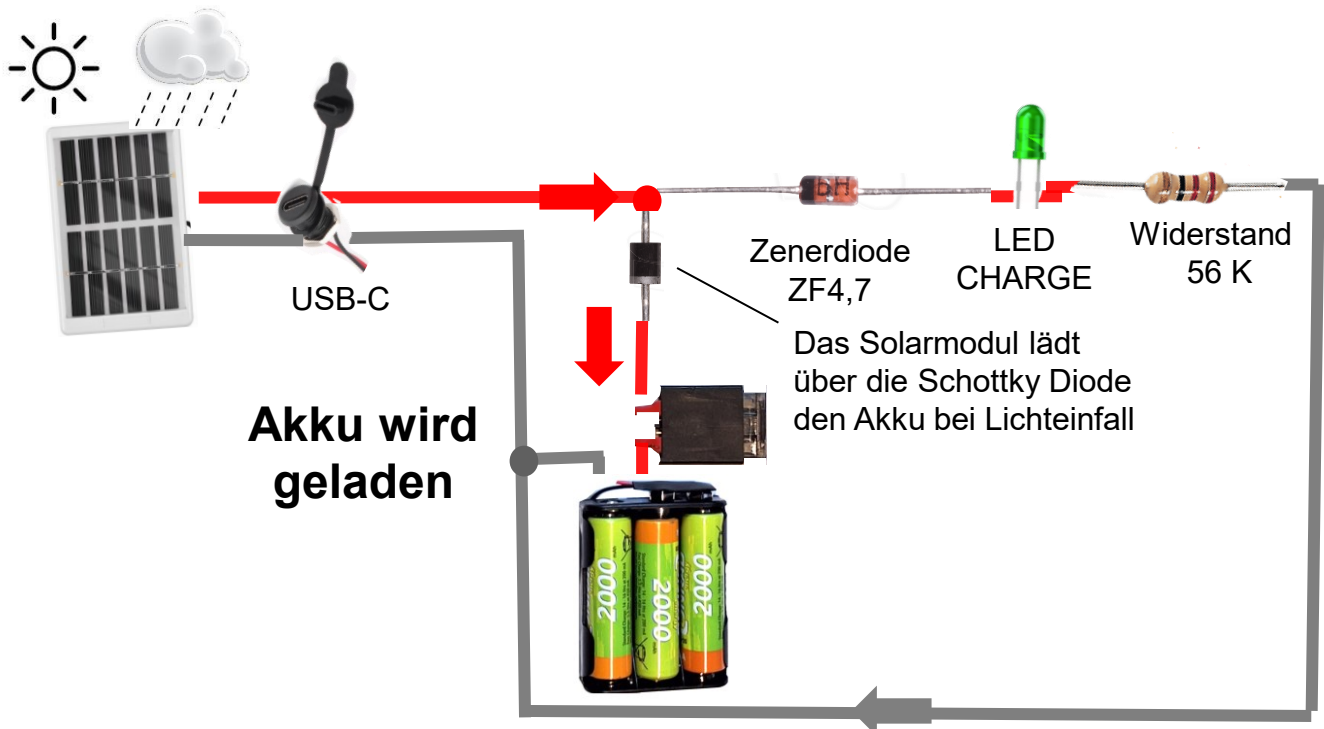 USB-C
Zenerdiode
ZF4,7
LED
CHARGE
Widerstand
56 K
Das Solarmodul lädt
über die Schottky Diode
den Akku bei Lichteinfall
Akku wird
geladen
2000
2000
2000